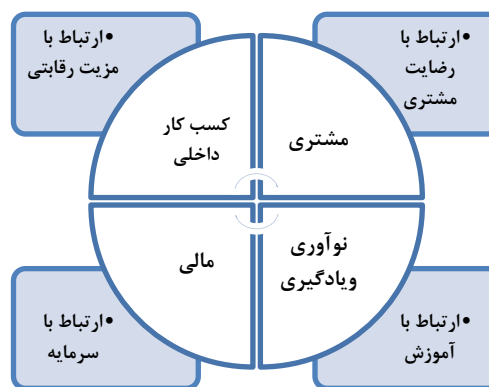 •ارتباط با
رضایت
مشتری
•ارتباط با
مزیت رقابتی
مشتری
کسب کار
داخلی
نوآوری
ویادگیری
مالی
•ارتباط با
آموزش
•ارتباط با
سرمایه